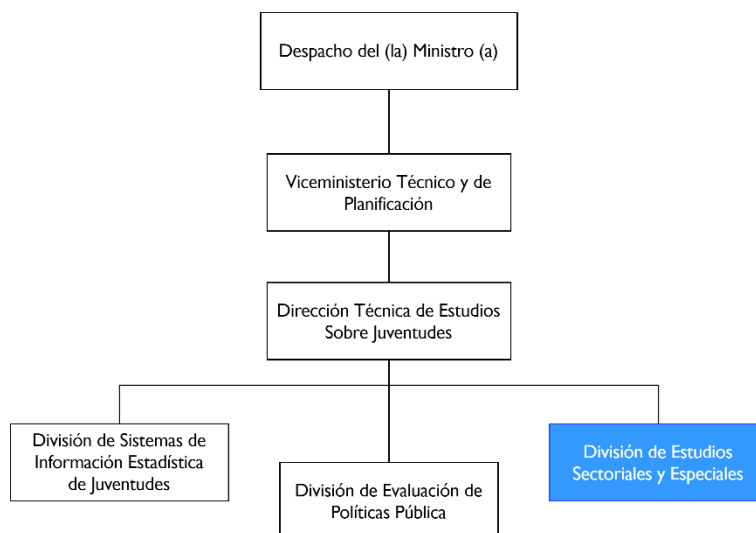 Despacho del (la) Ministro (a)
Viceministerio Técnico y de
Planificación
Dirección Técnica de Estudios
Sobre Juventudes
División de Sistemas de
Información Estadística
de Juventudes
División de Evaluación de
Políticas Pública
División de Estudios
Sectoriales y Especiales